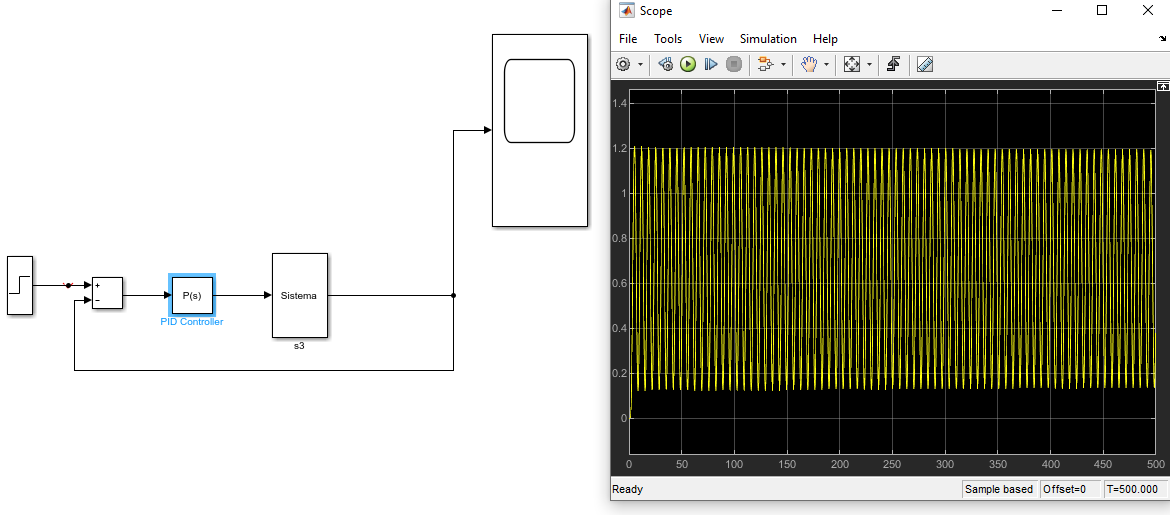 Scope
File Tools View Simulation Help
1.4
1.2
1
0.8
0.6
0.4
0.2
0
0 50 100 150 200 250 300 350 400 450 500
Ready Sample based Offset=0 T=500.000
+
−
P(s)
PID Controller
Sistema
s3